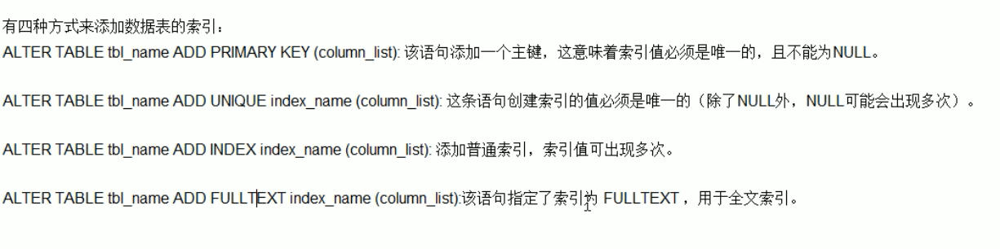 有四种方式来添加数据表的索引：
ALTER TABLE tbl_name ADD PRIMARY KEY (column_list): 该语句添加一个主键，这意味着索引值必须是唯一的，且不能为NULL。
ALTER TABLE tbl_name ADD UNIQUE index_name (column_list): 这条语句创建索引的值必须是唯一的（除了NULL外，NULL可能会出现多次）。
ALTER TABLE tbl_name ADD INDEX index_name (column_list): 添加普通索引，索引值可出现多次。
ALTER TABLE tbl_name ADD FULLTEXT index_name (column_list):该语句指定了索引为 FULLTEXT ，用于全文索引。